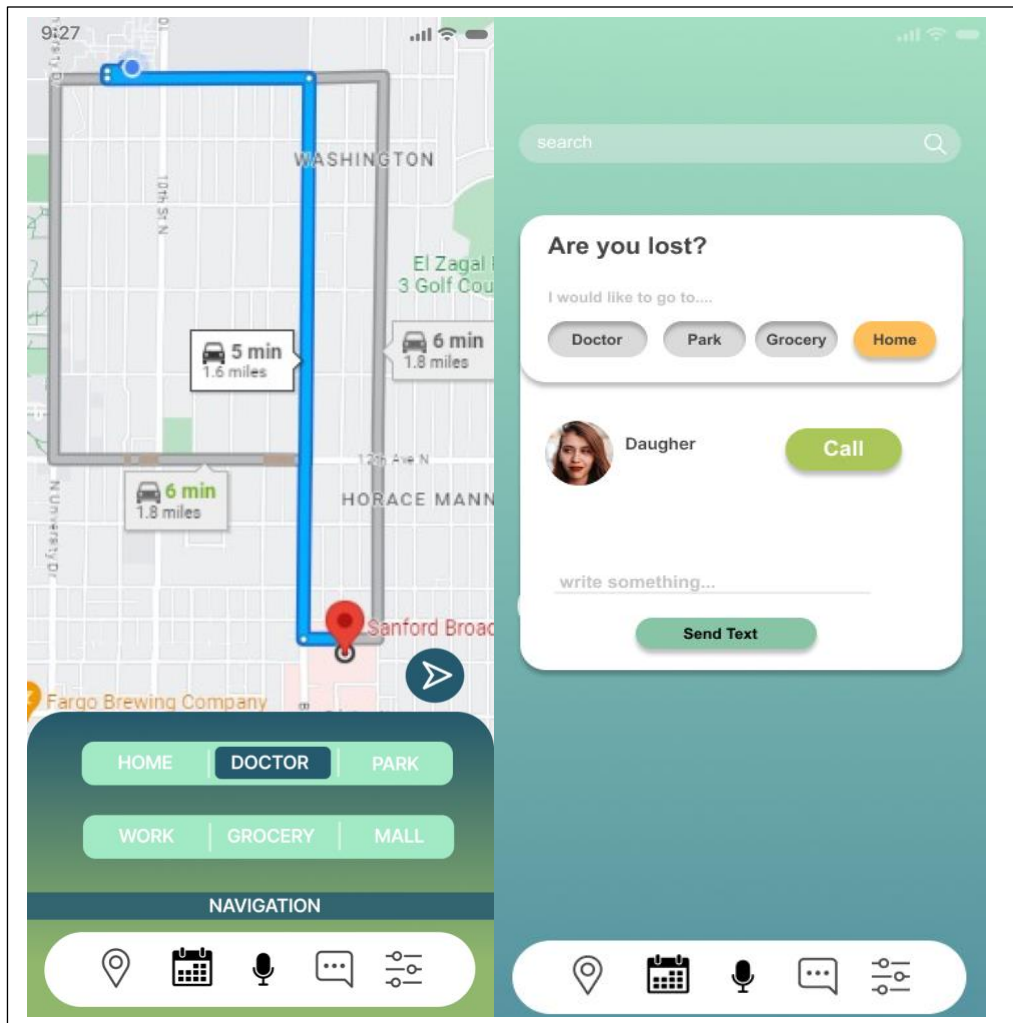 9:27
WASHINGTON
10th St N
El Zagal
3 Golf Cou
5 min
1.6 miles
6 min
1.8 miles
12th Ave N
6 min
1.8 miles
HORACE MANN
N University Dr
Sanford Broad
Fargo Brewing Company
HOME DOCTOR PARK
WORK GROCERY MALL
NAVIGATION
search
Are you lost?
I would like to go to....
Doctor Park Grocery Home
Daugher Call
write something...
Send Text